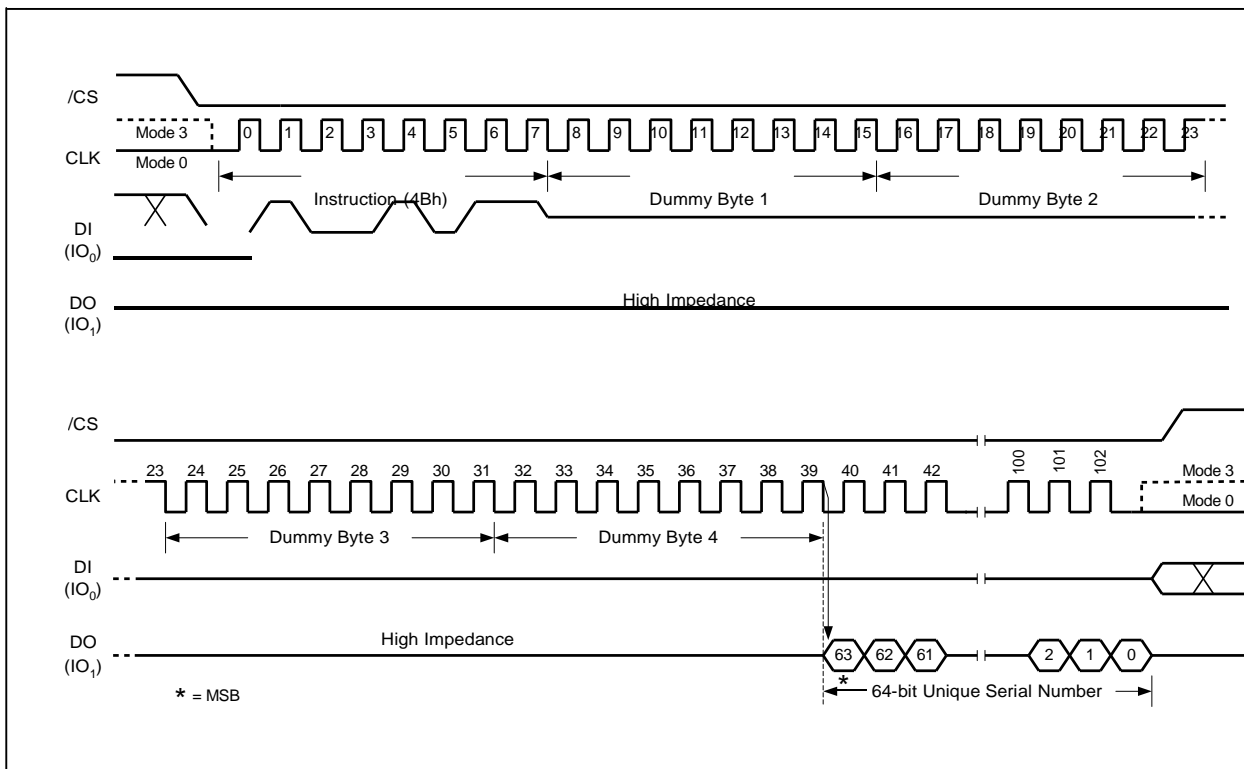 /CS
Mode 3
0 1 2 3 4 5 6 7 8 9 10 11 12 13 14 15 16 17 18 19 20 21 22 23
CLK
Mode 0
Instruction (4Bh)
Dummy Byte 1
Dummy Byte 2
DI
(IO0)
High Impedance
DO
(IO1)
/CS
23 24 25 26 27 28 29 30 31 32 33 34 35 36 37 38 39 40 41 42 100 101 102
Mode 3
CLK
Mode 0
Dummy Byte 3
Dummy Byte 4
DI
(IO0)
High Impedance
DO
(IO1)
63 62 61 2 1 0
* = MSB
* 64-bit Unique Serial Number